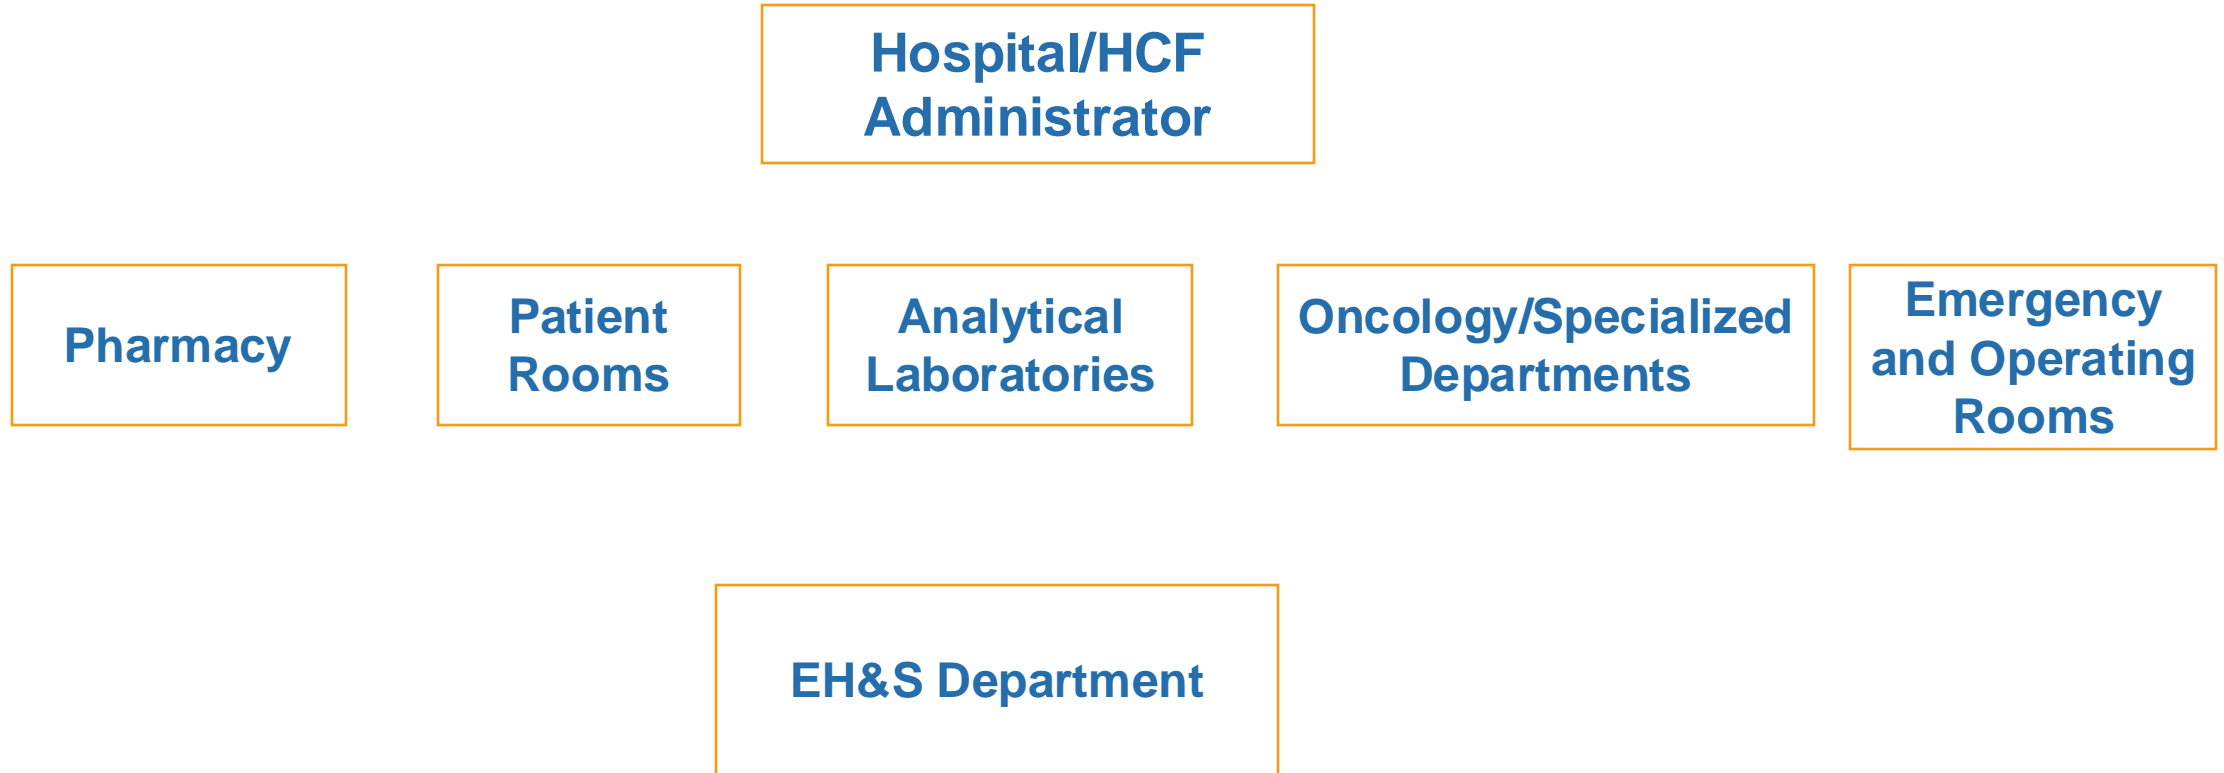 Hospital/HCF
Administrator
Pharmacy
Patient
Rooms
Analytical
Laboratories
Oncology/Specialized
Departments
Emergency
and Operating
Rooms
EH&S Department